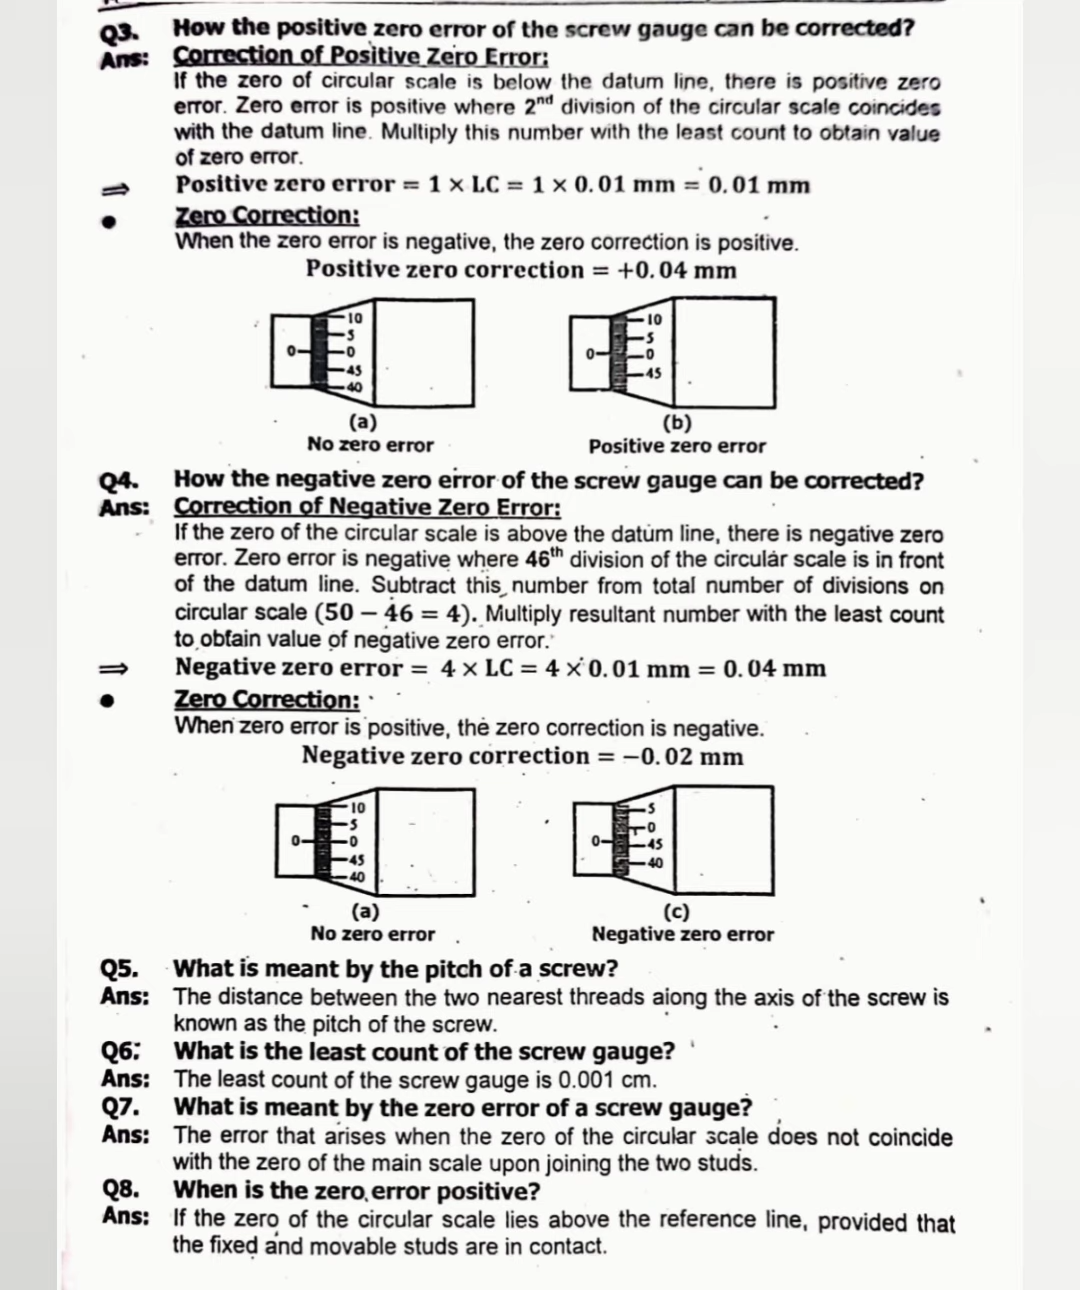 Q3. How the positive zero error of the screw gauge can be corrected?
Ans: Correction of Positive Zero Error:
If the zero of circular scale is below the datum line, there is positive zero
error. Zero error is positive where 2nd division of the circular scale coincides
with the datum line. Multiply this number with the least count to obtain value
of zero error.
⇒ Positive zero error = 1 × LC = 1 × 0.01 mm = 0.01 mm
• Zero Correction:
When the zero error is negative, the zero correction is positive.
Positive zero correction = +0.04 mm
10 10
5 5
0 0 0 0
45 45
40
(a) (b)
No zero error Positive zero error
Q4. How the negative zero error of the screw gauge can be corrected?
Ans: Correction of Negative Zero Error:
If the zero of the circular scale is above the datum line, there is negative zero
error. Zero error is negative where 46th division of the circular scale is in front
of the datum line. Subtract this number from total number of divisions on
circular scale (50 – 46 = 4). Multiply resultant number with the least count
to obtain value of negative zero error.
⇒ Negative zero error = 4 × LC = 4 × 0.01 mm = 0.04 mm
• Zero Correction:
When zero error is positive, the zero correction is negative.
Negative zero correction = −0.02 mm
10 5
5 0
0 0 0 45
45 40
40
(a) (c)
No zero error Negative zero error
Q5. What is meant by the pitch of a screw?
Ans: The distance between the two nearest threads along the axis of the screw is
known as the pitch of the screw.
Q6: What is the least count of the screw gauge?
Ans: The least count of the screw gauge is 0.001 cm.
Q7. What is meant by the zero error of a screw gauge?
Ans: The error that arises when the zero of the circular scale does not coincide
with the zero of the main scale upon joining the two studs.
Q8. When is the zero error positive?
Ans: If the zero of the circular scale lies above the reference line, provided that
the fixed and movable studs are in contact.